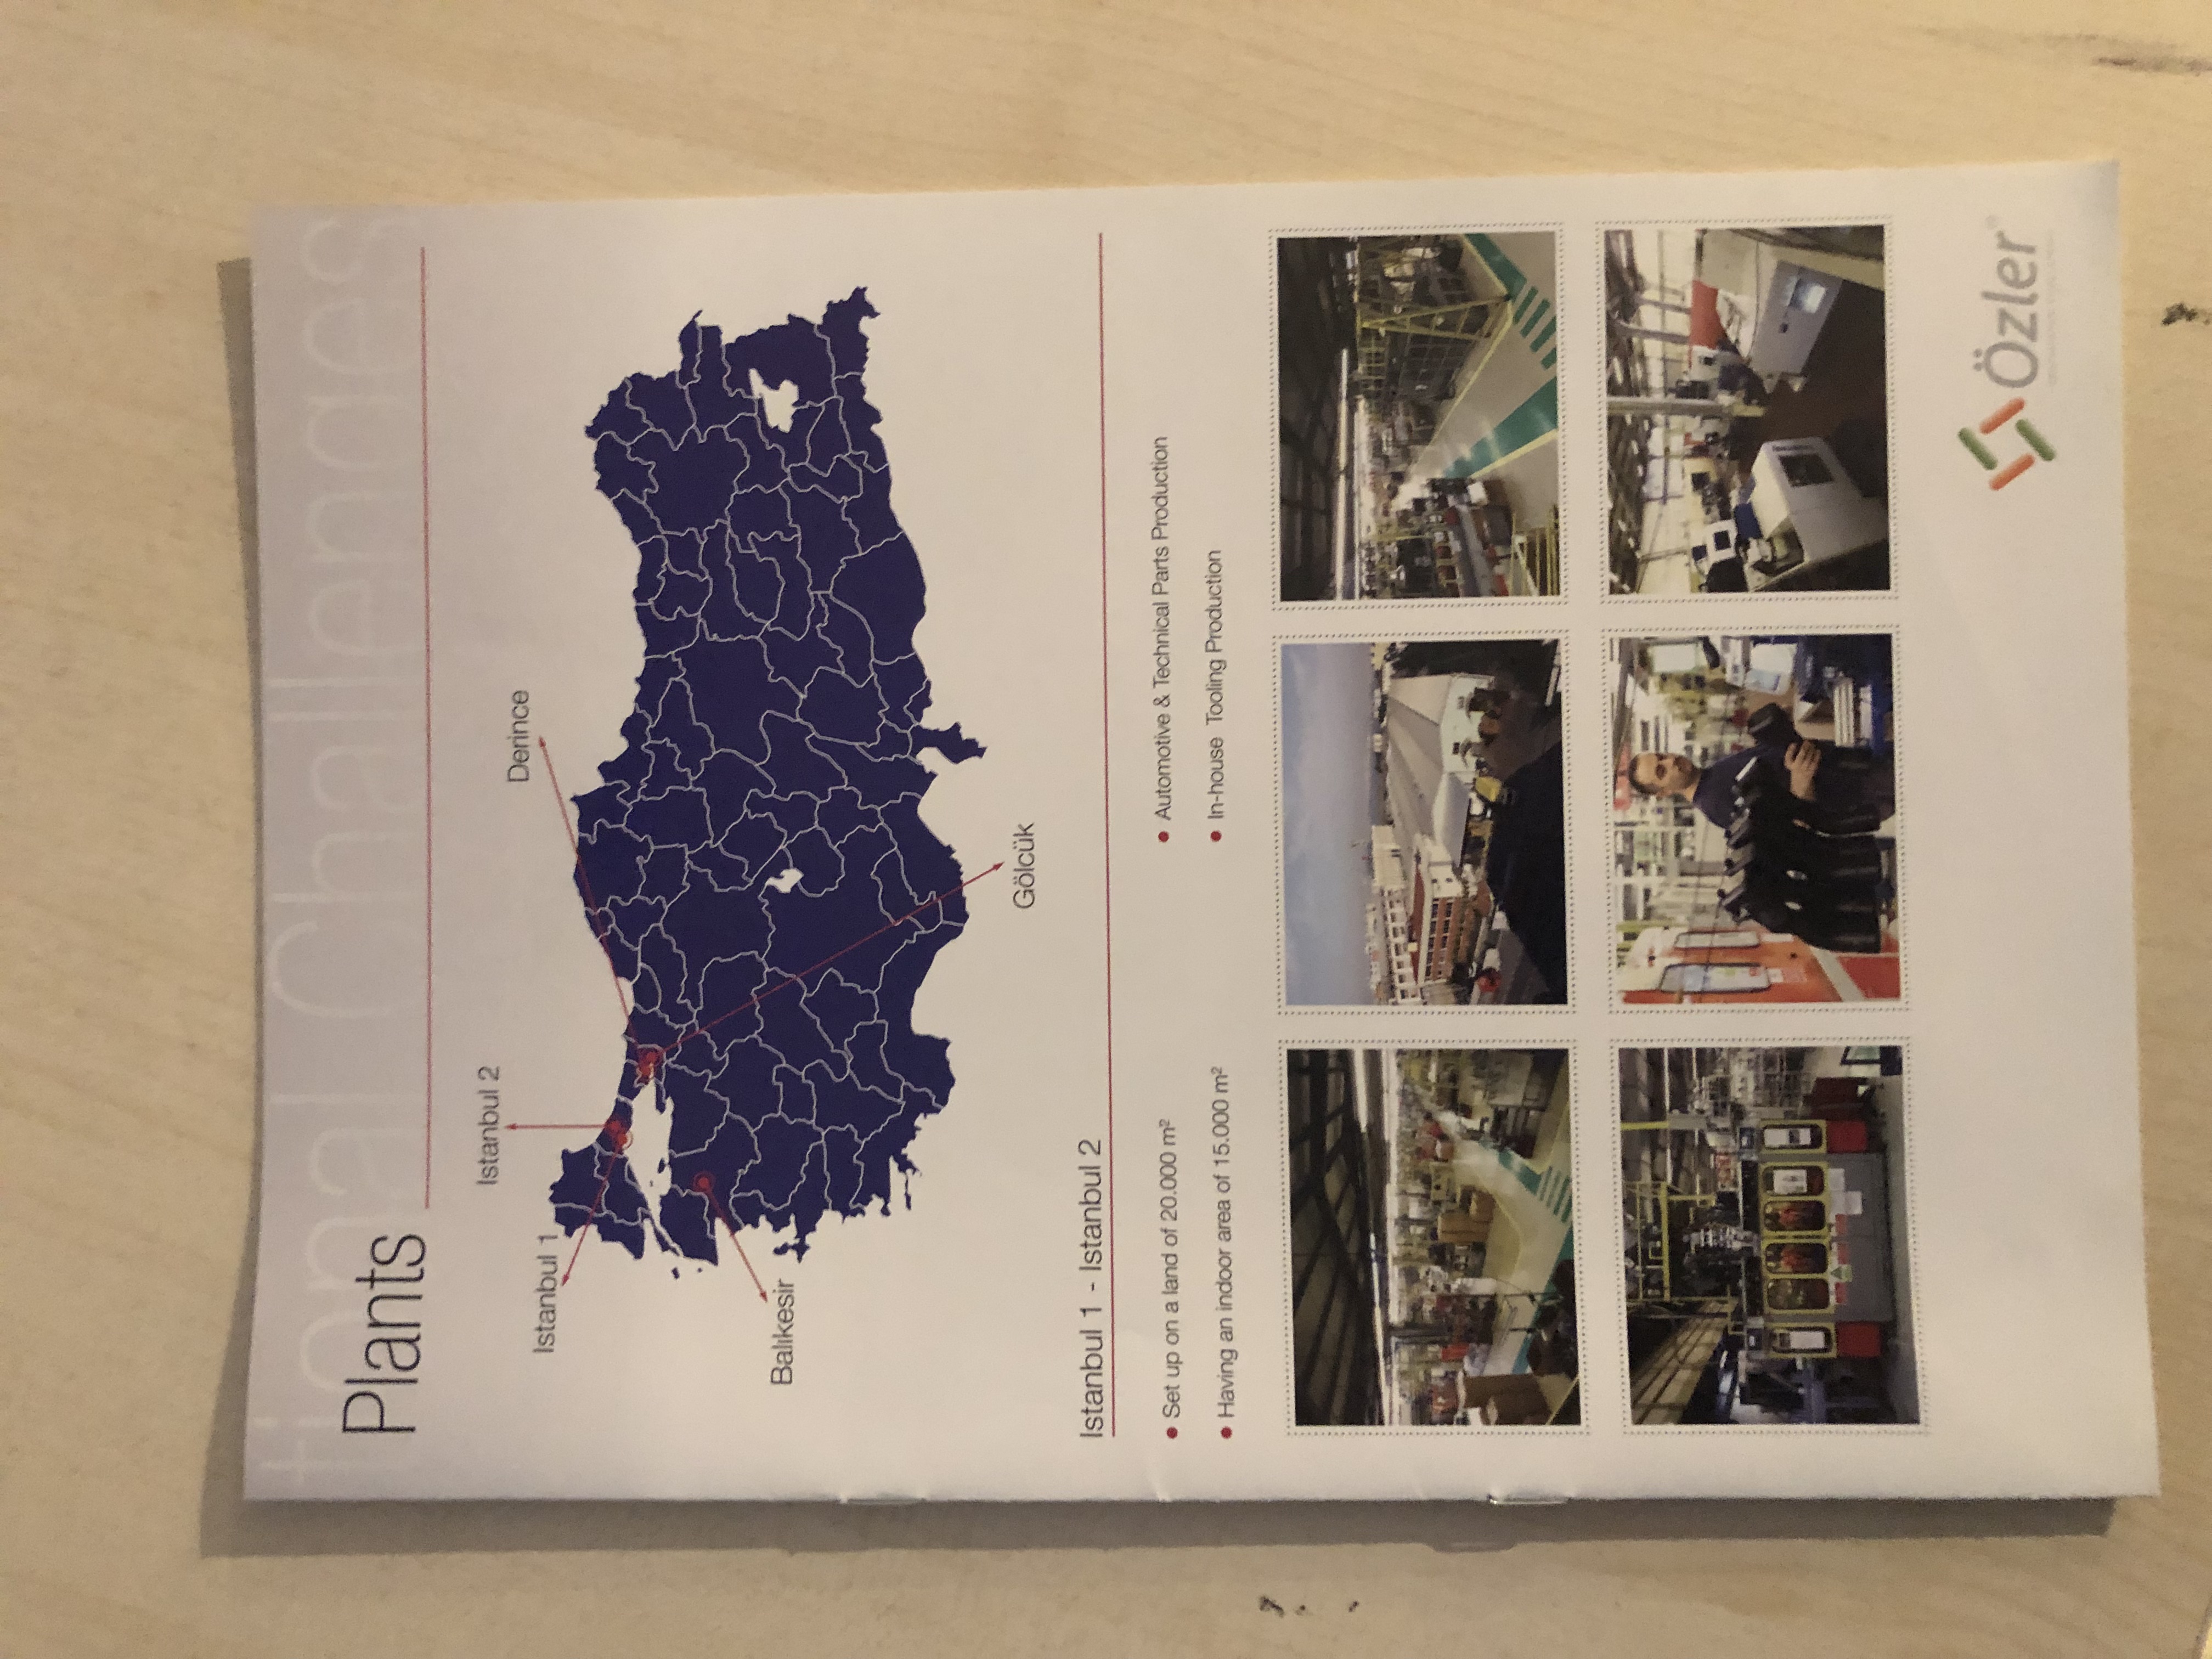 tional Challenges
Plants
Istanbul 2
Derince
Istanbul 1
Balıkesir
Gölcük
Istanbul 1 - Istanbul 2
Set up on a land of 20.000 m²
Having an indoor area of 15.000 m²
Automotive & Technical Parts Production
In-house Tooling Production
Özler®